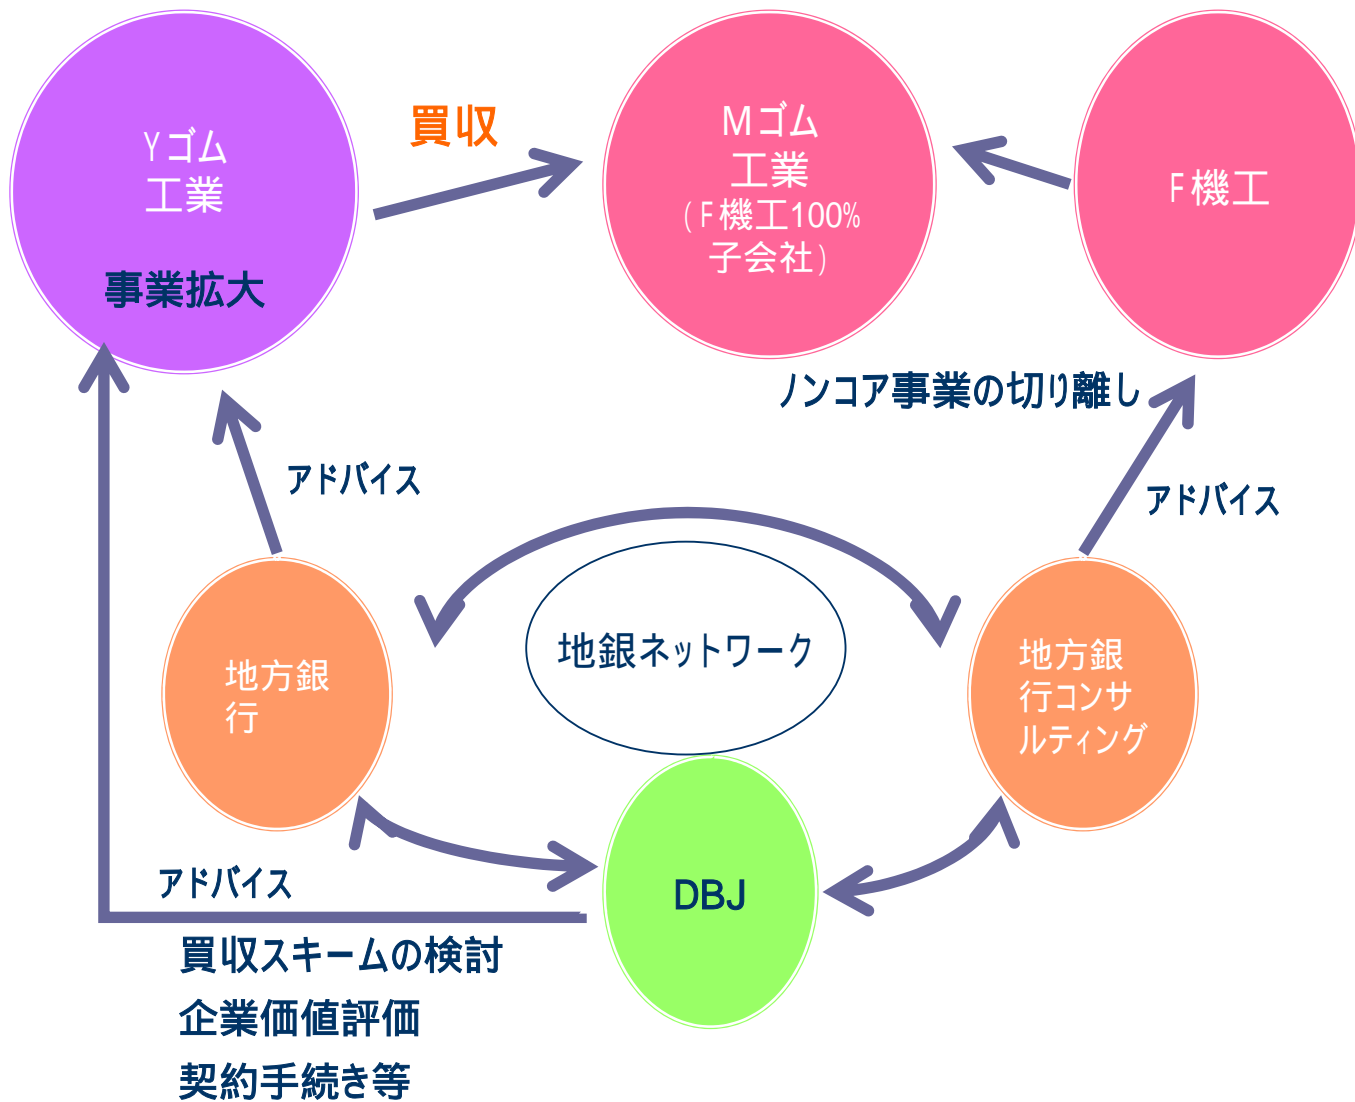 Yゴム
工業
事業拡大
買収
Mゴム
工業
(F機工100%
子会社)
F機工
ノンコア事業の切り離し
アドバイス
アドバイス
地銀ネットワーク
地方銀
行
地方銀
行コンサ
ルティング
DBJ
アドバイス
買収スキームの検討
企業価値評価
契約手続き等